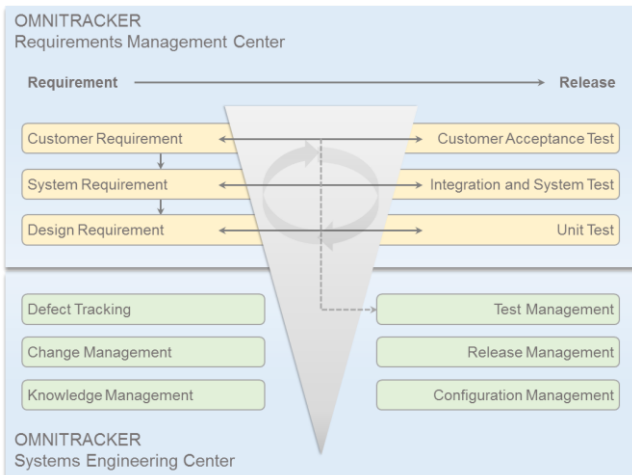 OMNITRACKER
Requirements Management Center
Requirement
Release
Customer Requirement
Customer Acceptance Test
System Requirement
Integration and System Test
Design Requirement
Unit Test
Defect Tracking
Test Management
Change Management
Release Management
Knowledge Management
Configuration Management
OMNITRACKER
Systems Engineering Center